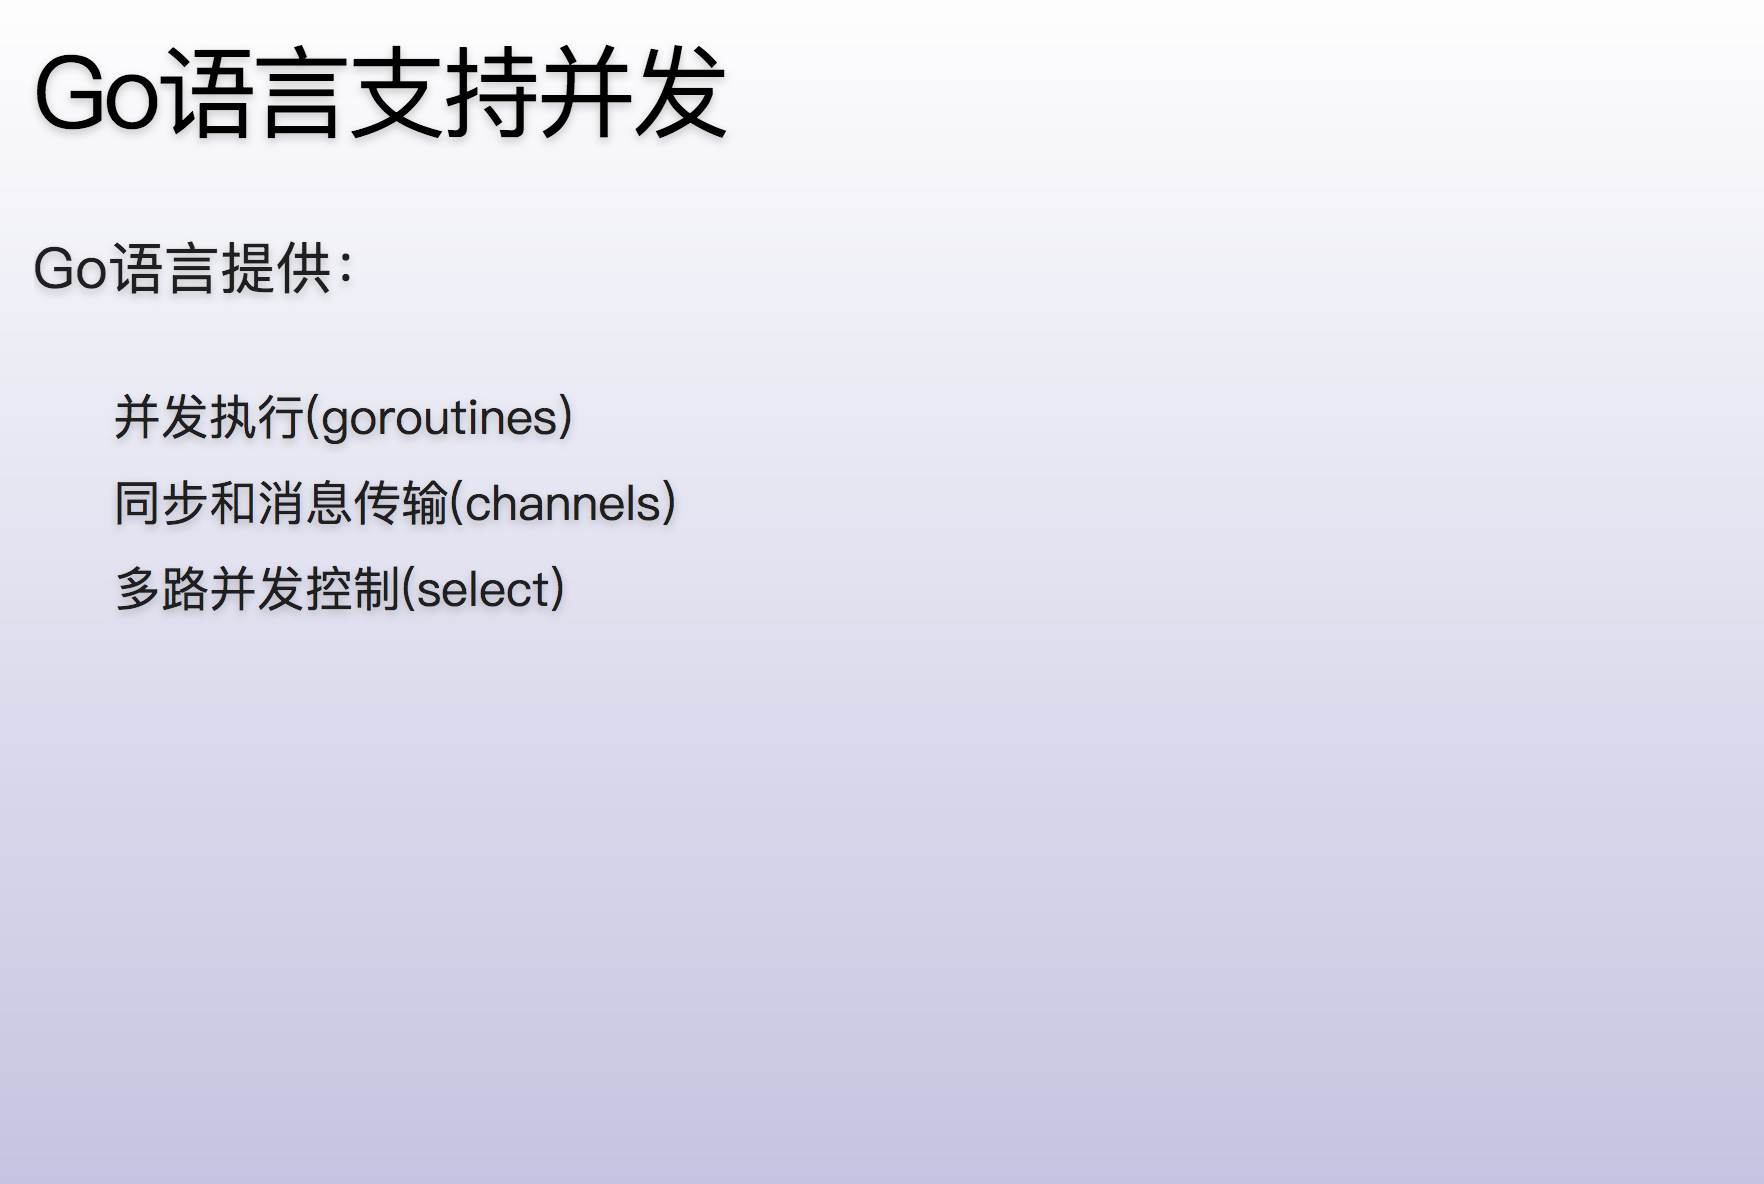 Go语言支持并发
Go语言提供：
并发执行(goroutines)
同步和消息传输(channels)
多路并发控制(select)